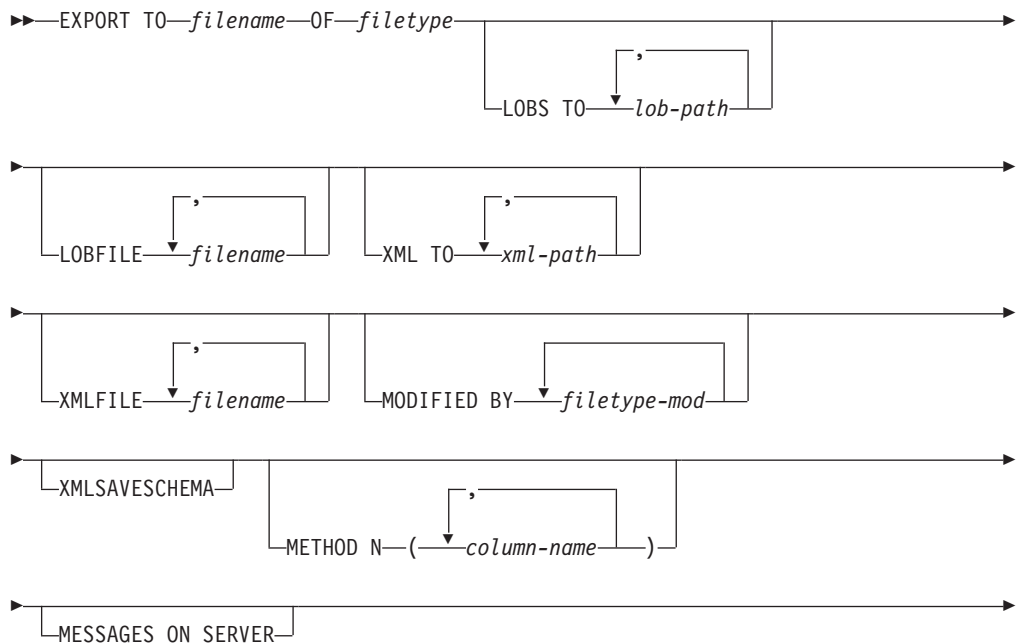 EXPORT TO filename OF filetype
,
LOBS TO lob-path
, ,
LOBFILE filename XML TO xml-path
,
XMLFILE filename MODIFIED BY filetype-mod
XMLSAVESCHEMA
,
METHOD N ( column-name )
MESSAGES ON SERVER